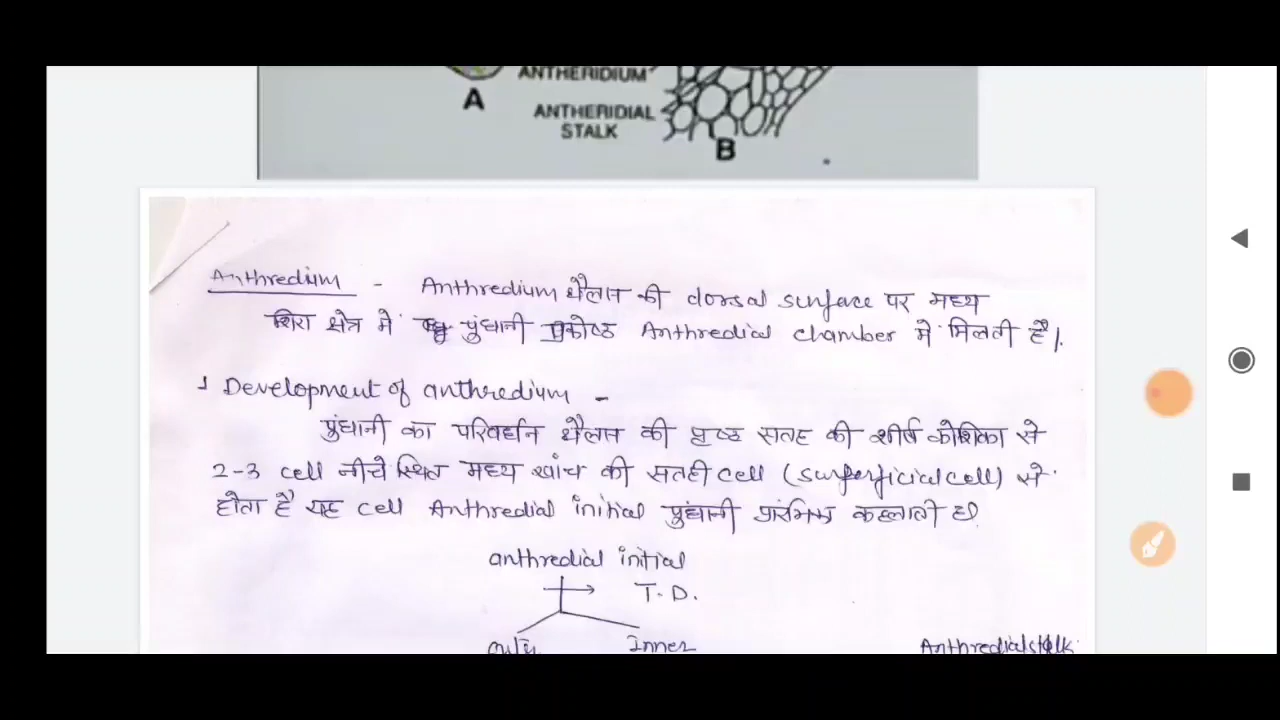 ANTHERIDIUM
A
ANTHERIDIAL
STALK
B
Anthredium - Anthredium थैलस की dorsal surface पर मध्य
शिरा क्षेत्र में पुंधानी प्रकोष्ठ Anthredial chamber में मिलती है।
Development of anthredium -
पुंधानी का परिवर्धन थैलस की पृष्ठ सतह की शीर्ष कोशिका से
2-3 cell नीचे स्थित मध्य खांच की सतही cell (surferficial cell) से
होता है यह cell Anthredial initial पुंधानी प्रारंभिक कहलाती है
anthredial initial
T.D.
Inner
Anthredial stalk